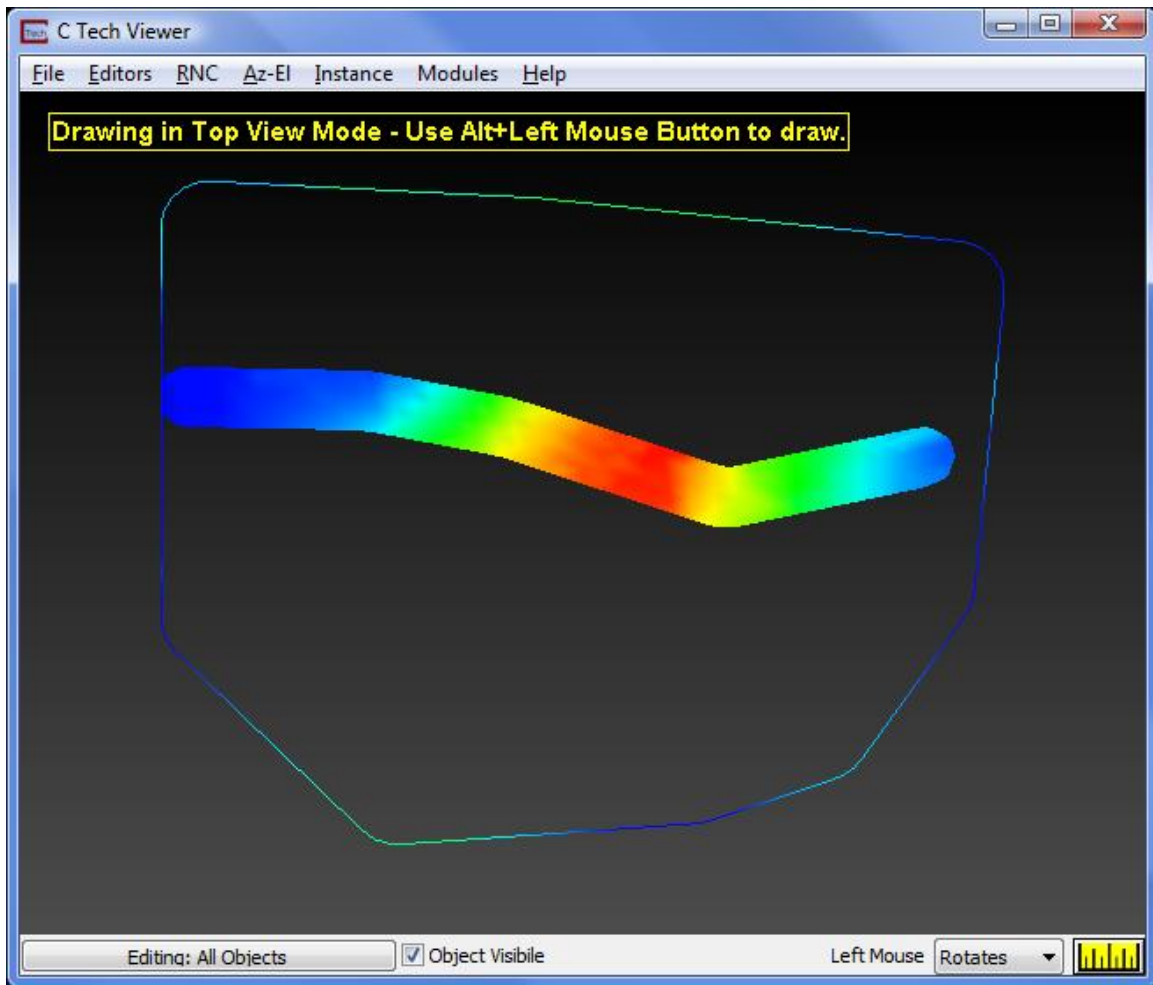 Tech C Tech Viewer
File Editors RNC Az-El Instance Modules Help
Drawing in Top View Mode - Use Alt+Left Mouse Button to draw.
Editing: All Objects Object Visibile Left Mouse Rotates